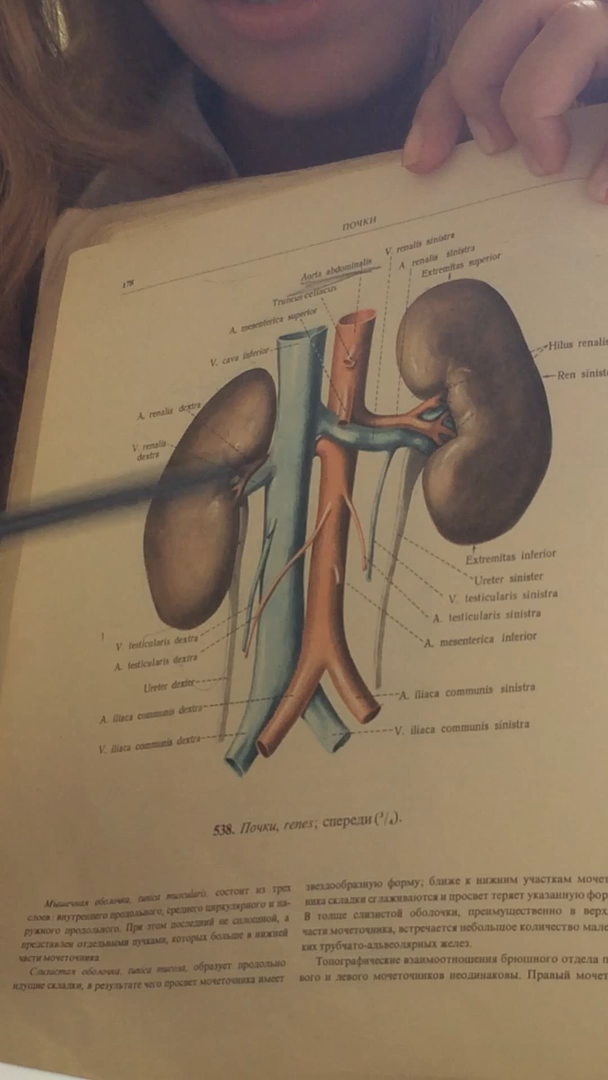 178
ПОЧКИ
V. renalis sinistra
A. renalis sinistra
Extremitas superior
Aorta abdominalis
Truncus celiacus
A. mesenterica superior
V. cava inferior
Hilus renalis
Ren siniste
A. renalis dextra
V. renalis
dextra
Extremitas inferior
Ureter sinister
V. testicularis sinistra
A. testicularis sinistra
A. mesenterica inferior
V. testicularis dextra
A. testicularis dextra
Ureter dexter
A. iliaca communis dextra
V. iliaca communis dextra
A. iliaca communis sinistra
V. iliaca communis sinistra
538. Почки, renes; спереди (³/₄).
Мышечная оболочка, tunica muscularis, состоит из трех
слоев: внутреннего продольного, среднего циркулярного и на-
ружного продольного. При этом последний не сплошной, а
представлен отдельными пучками, которых больше в нижней
части мочеточника.
Слизистая оболочка, tunica mucosa, образует продольно
идущие складки, в результате чего просвет мочеточника имеет
звездообразную форму; ближе к нижним участкам мочет
ника складки сглаживаются и просвет теряет указанную фор
В толще слизистой оболочки, преимущественно в верх
части мочеточника, встречается небольшое количество мале
ких трубчато-альвеолярных желез.
Топографические взаимоотношения брюшного отдела п
вого и левого мочеточников неодинаковы. Правый мочет